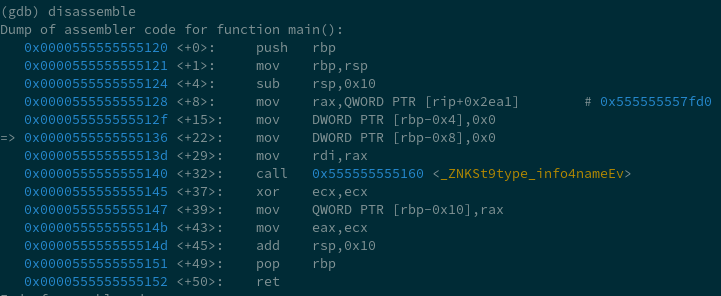 (gdb) disassemble
Dump of assembler code for function main():
   0x0000555555555120 <+0>:     push   rbp
   0x0000555555555121 <+1>:     mov    rbp,rsp
   0x0000555555555124 <+4>:     sub    rsp,0x10
   0x0000555555555128 <+8>:     mov    rax,QWORD PTR [rip+0x2ea1]        # 0x555555557fd0
   0x000055555555512f <+15>:    mov    DWORD PTR [rbp-0x4],0x0
=> 0x0000555555555136 <+22>:    mov    DWORD PTR [rbp-0x8],0x0
   0x000055555555513d <+29>:    mov    rdi,rax
   0x0000555555555140 <+32>:    call   0x555555555160 <_ZNKSt9type_info4nameEv>
   0x0000555555555145 <+37>:    xor    ecx,ecx
   0x0000555555555147 <+39>:    mov    QWORD PTR [rbp-0x10],rax
   0x000055555555514b <+43>:    mov    eax,ecx
   0x000055555555514d <+45>:    add    rsp,0x10
   0x0000555555555151 <+49>:    pop    rbp
   0x0000555555555152 <+50>:    ret